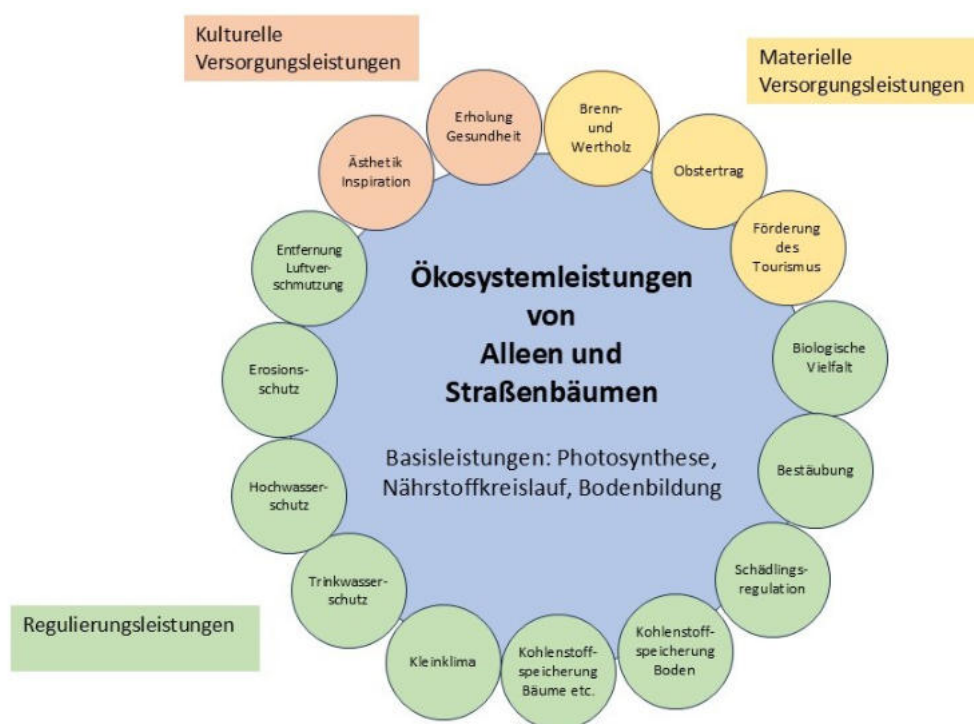 Kulturelle
Versorgungsleistungen
Materielle
Versorgungsleistungen
Erholung
Gesundheit
Brenn-
und
Wertholz
Ästhetik
Inspiration
Obstertrag
Förderung
des
Tourismus
Entfernung
Luftver-
schmutzung
Ökosystemleistungen
von
Alleen und
Straßenbäumen
Biologische
Vielfalt
Erosions-
schutz
Basisleistungen: Photosynthese,
Nährstoffkreislauf, Bodenbildung
Bestäubung
Hochwasser-
schutz
Schädlings-
regulation
Trinkwasser-
schutz
Regulierungsleistungen
Kleinklima
Kohlenstoff-
speicherung
Bäume etc.
Kohlenstoff-
speicherung
Boden